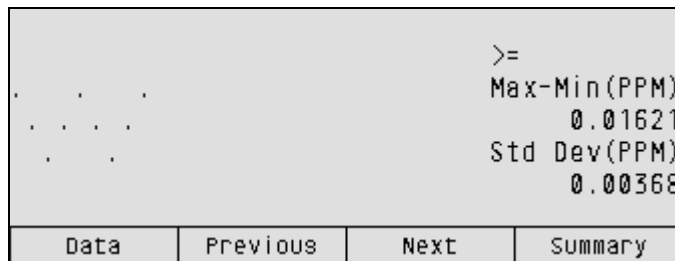 >=
Max-Min(PPM)
0.01621
Std Dev(PPM)
0.00368
Data Previous Next Summary